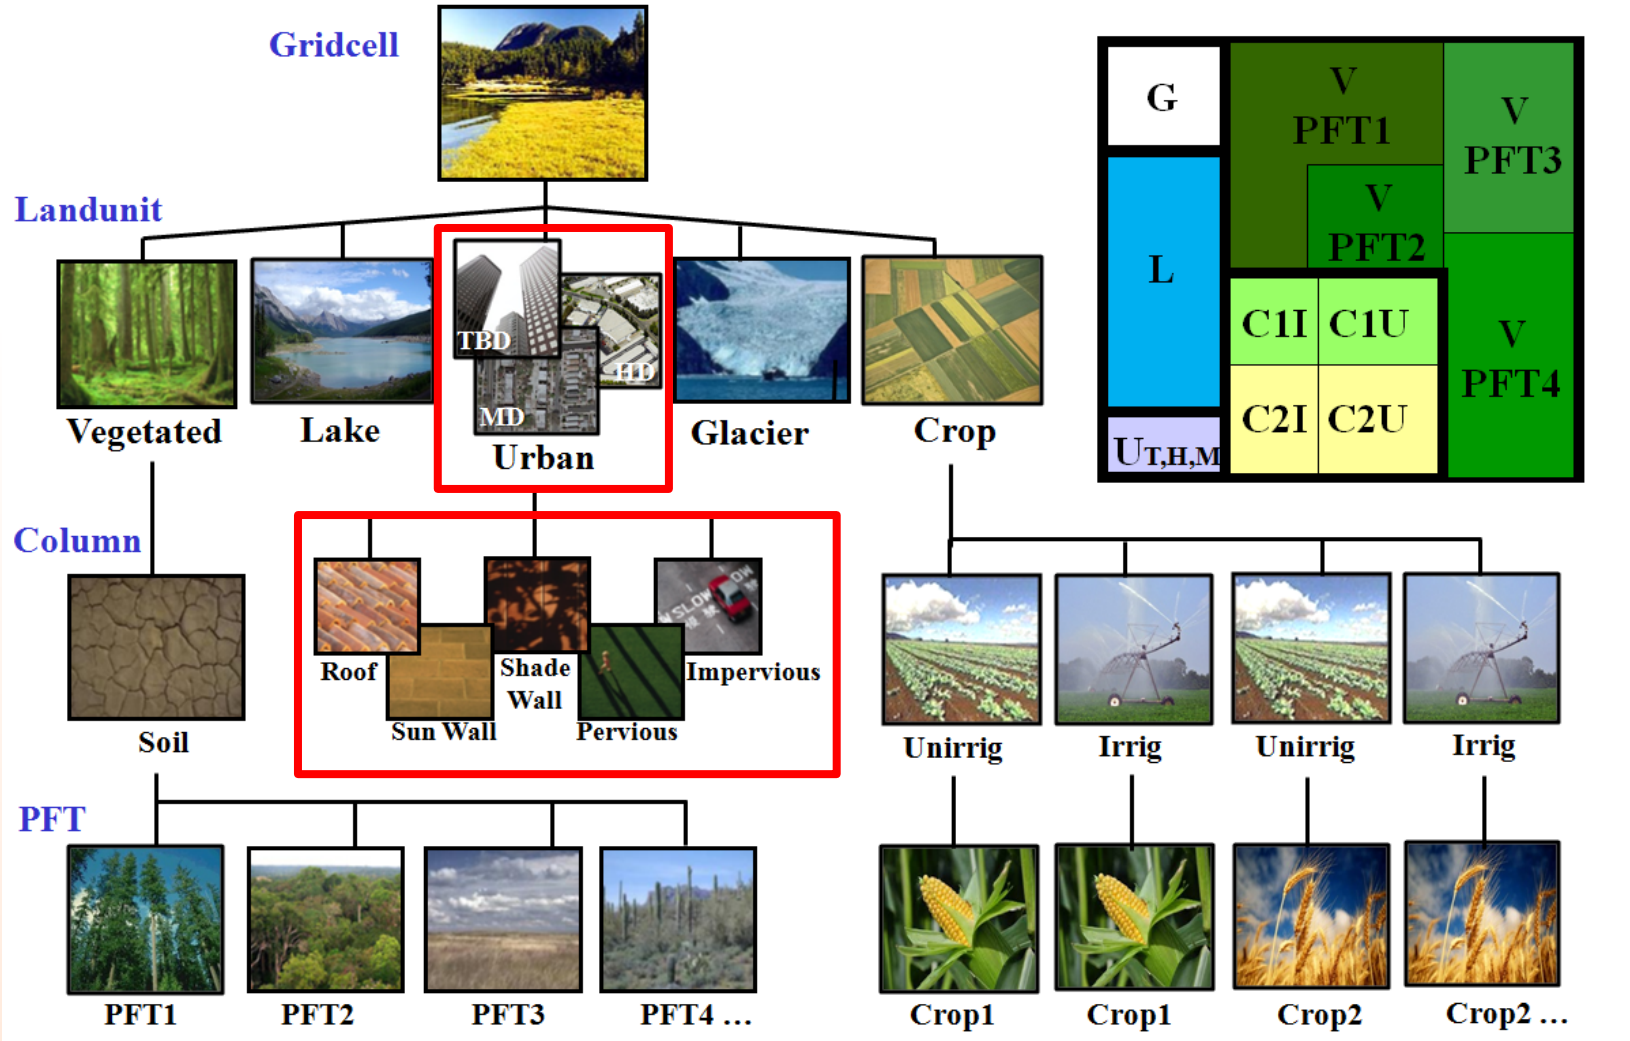 Gridcell
Landunit
TBD
HD
MD
Vegetated
Lake
Urban
Glacier
Crop
G
L
UT,H,M
V
PFT1
V
PFT2
V
PFT3
V
PFT4
C1I
C1U
C2I
C2U
Column
SLOW
OW
Roof
Sun Wall
Shade
Wall
Pervious
Impervious
Soil
Unirrig
Irrig
Unirrig
Irrig
PFT
PFT1
PFT2
PFT3
PFT4 ...
Crop1
Crop1
Crop2
Crop2 ...